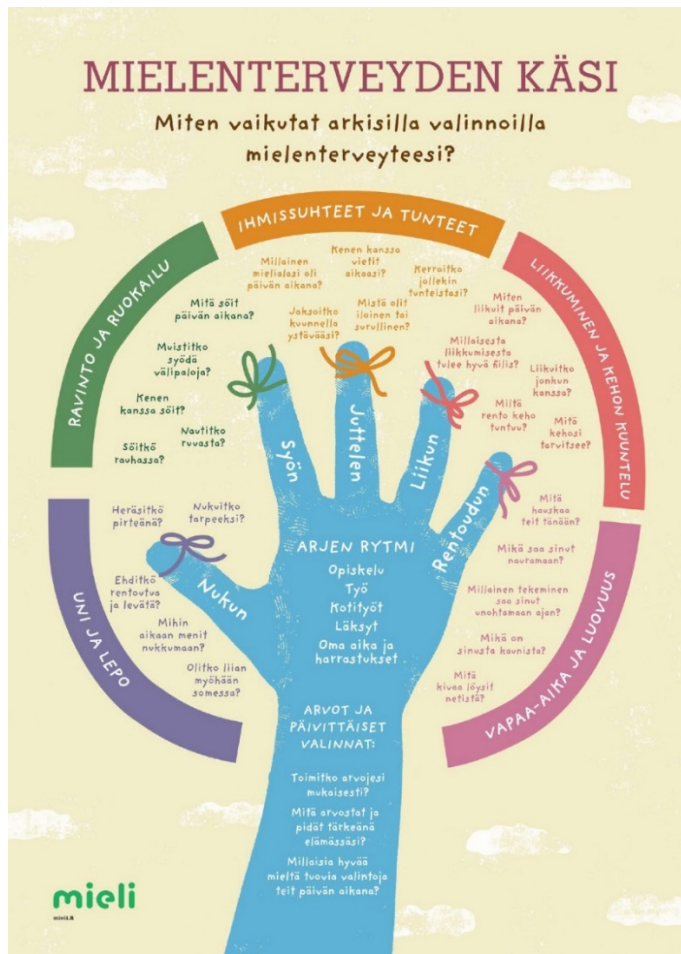 MIELENTERVEYDEN KÄSI
Miten vaikutat arkisilla valinnoilla
mielenterveyteesi?
UNI JA LEPO
Heräsitkö
pirteänä?
Nukuitko
tarpeeksi?
Ehditkö
rentoutua
ja levätä?
Mihin
aikaan menit
nukkumaan?
Olitko liian
myöhään
somessa?
RAVINTO JA RUOKAILU
Mitä söit
päivän aikana?
Muistitko
syödä
välipaloja?
Kenen
kanssa söit?
Nautitko
ruuasta?
Söitkö
rauhassa?
IHMISSUHTEET JA TUNTEET
Millainen
mielialasi oli
päivän aikana?
Kenen kanssa
vietit
aikaasi?
Kerroitko
jollekin
tunteistasi?
Jaksoitko
kuunnella
ystävääsi?
Mistä olit
iloinen tai
surullinen?
LIIKKUMINEN JA KEHON KUUNTELU
Miten
liikuit päivän
aikana?
Millaisesta
liikkumisesta
tulee hyvä fiilis?
Liikuitko
jonkun
kanssa?
Miltä
rento keho
tuntuu?
Mitä
kehosi
tarvitsee?
VAPAA-AIKA JA LUOVUUS
Mitä
hauskaa
teit tänään?
Mikä saa sinut
nauramaan?
Millainen tekeminen
saa sinut
unohtamaan ajan?
Mikä on
sinusta kaunista?
Mitä
kivaa löysit
netistä?
Nukun
Syön
Juttelen
Liikun
Rentoudun
ARJEN RYTMI
Opiskelu
Työ
Kotityöt
Läksyt
Oma aika ja
harrastukset
ARVOT JA
PÄIVITTÄISET
VALINNAT:
Toimitko arvojesi
mukaisesti?
Mitä arvostat ja
pidät tärkeänä
elämässäsi?
Millaisia hyvää
mieltä tuovia valintoja
teit päivän aikana?
mieli
mieli.fi